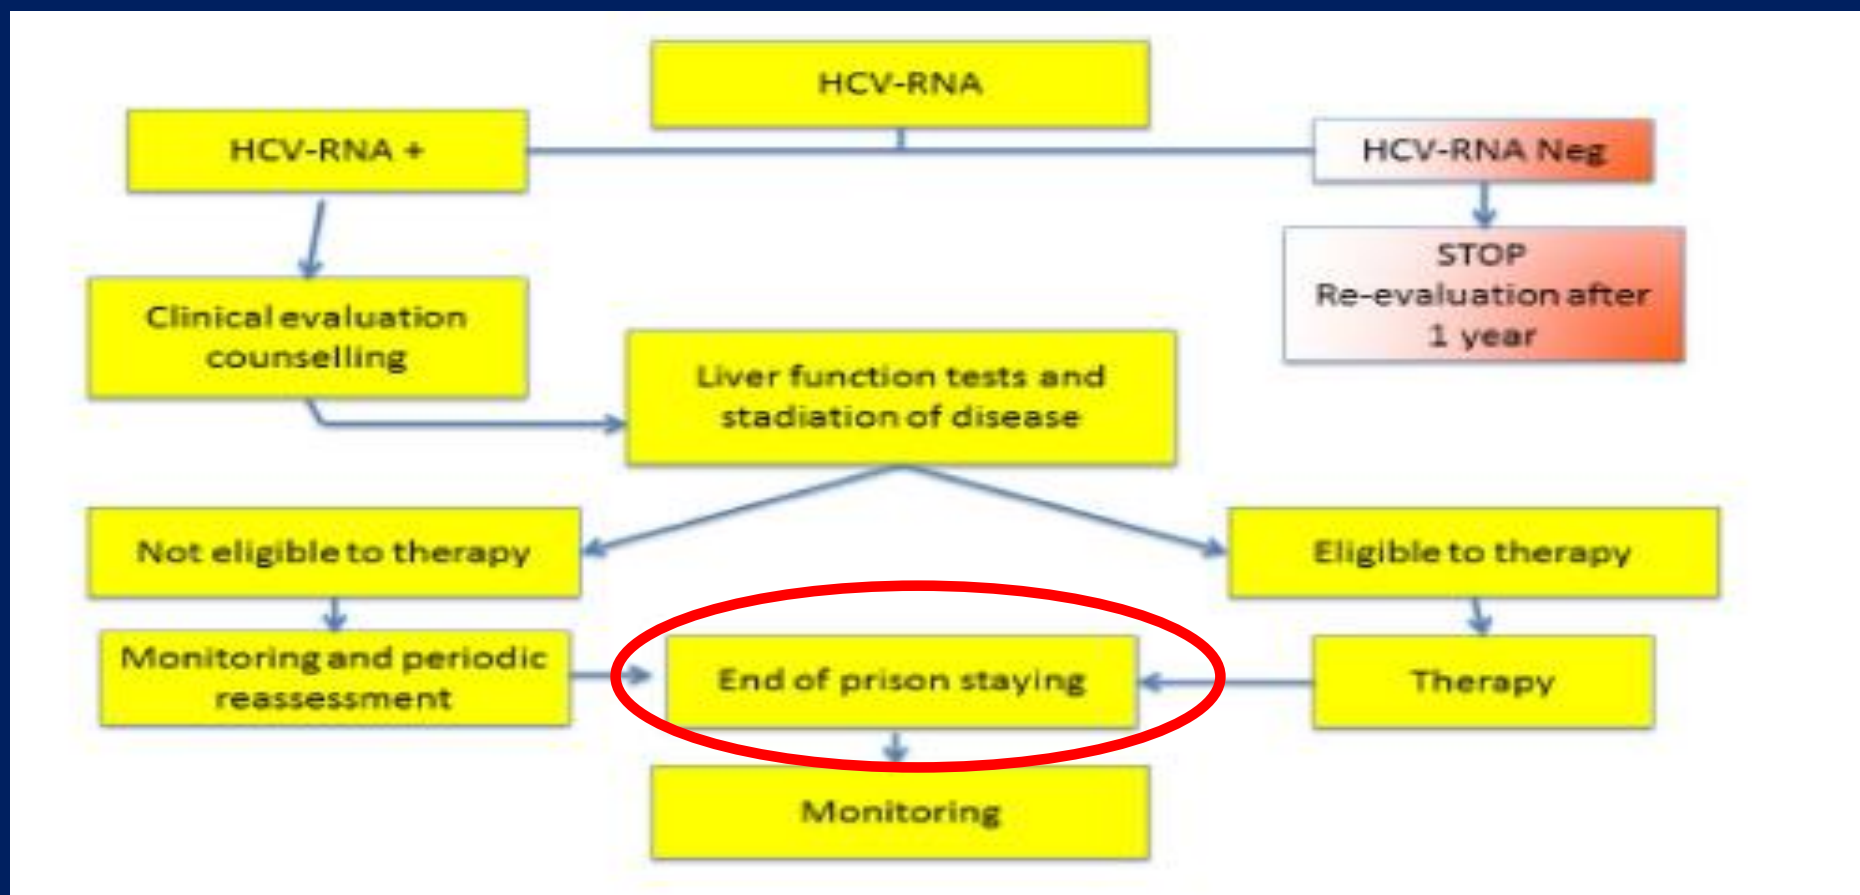 HCV-RNA
HCV-RNA +
HCV-RNA Neg
STOP
Re-evaluation after
1 year
Clinical evaluation
counselling
Liver function tests and
stadiation of disease
Not eligible to therapy
Eligible to therapy
Monitoring and periodic
reassessment
End of prison staying
Therapy
Monitoring